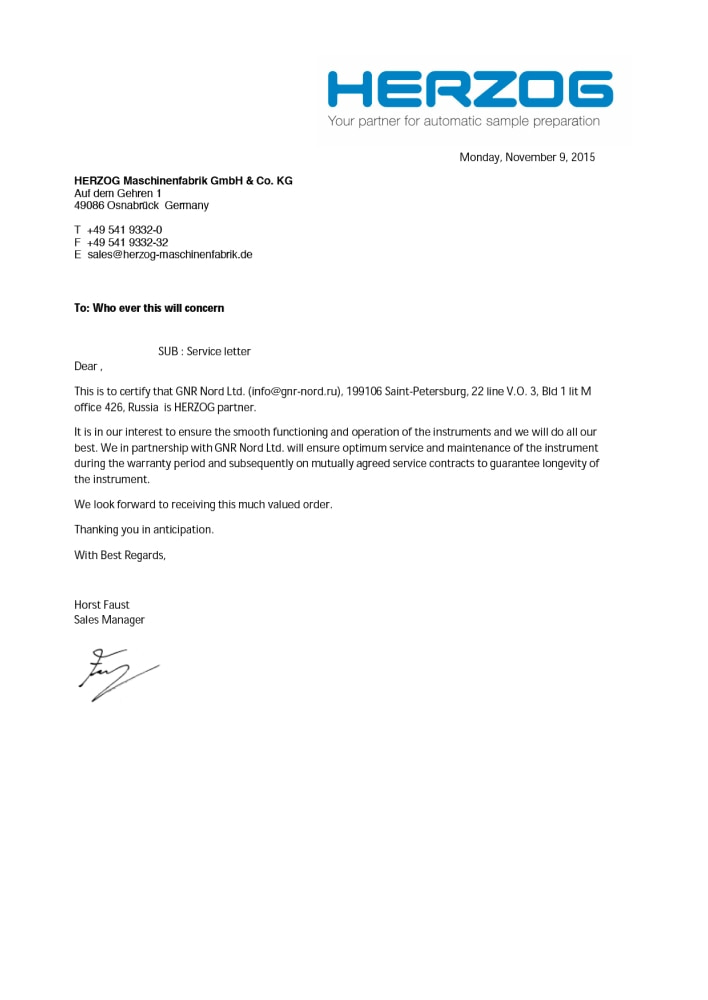 HERZOG
Your partner for automatic sample preparation
Monday, November 9, 2015
HERZOG Maschinenfabrik GmbH & Co. KG
Auf dem Gehren 1
49086 Osnabrück Germany
T +49 541 9332-0
F +49 541 9332-32
E sales@herzog-maschinenfabrik.de
To: Who ever this will concern
SUB : Service letter
Dear ,
This is to certify that GNR Nord Ltd. (info@gnr-nord.ru), 199106 Saint-Petersburg, 22 line V.O. 3, Bld 1 lit M
office 426, Russia is HERZOG partner.
It is in our interest to ensure the smooth functioning and operation of the instruments and we will do all our
best. We in partnership with GNR Nord Ltd. will ensure optimum service and maintenance of the instrument
during the warranty period and subsequently on mutually agreed service contracts to guarantee longevity of
the instrument.
We look forward to receiving this much valued order.
Thanking you in anticipation.
With Best Regards,
Horst Faust
Sales Manager